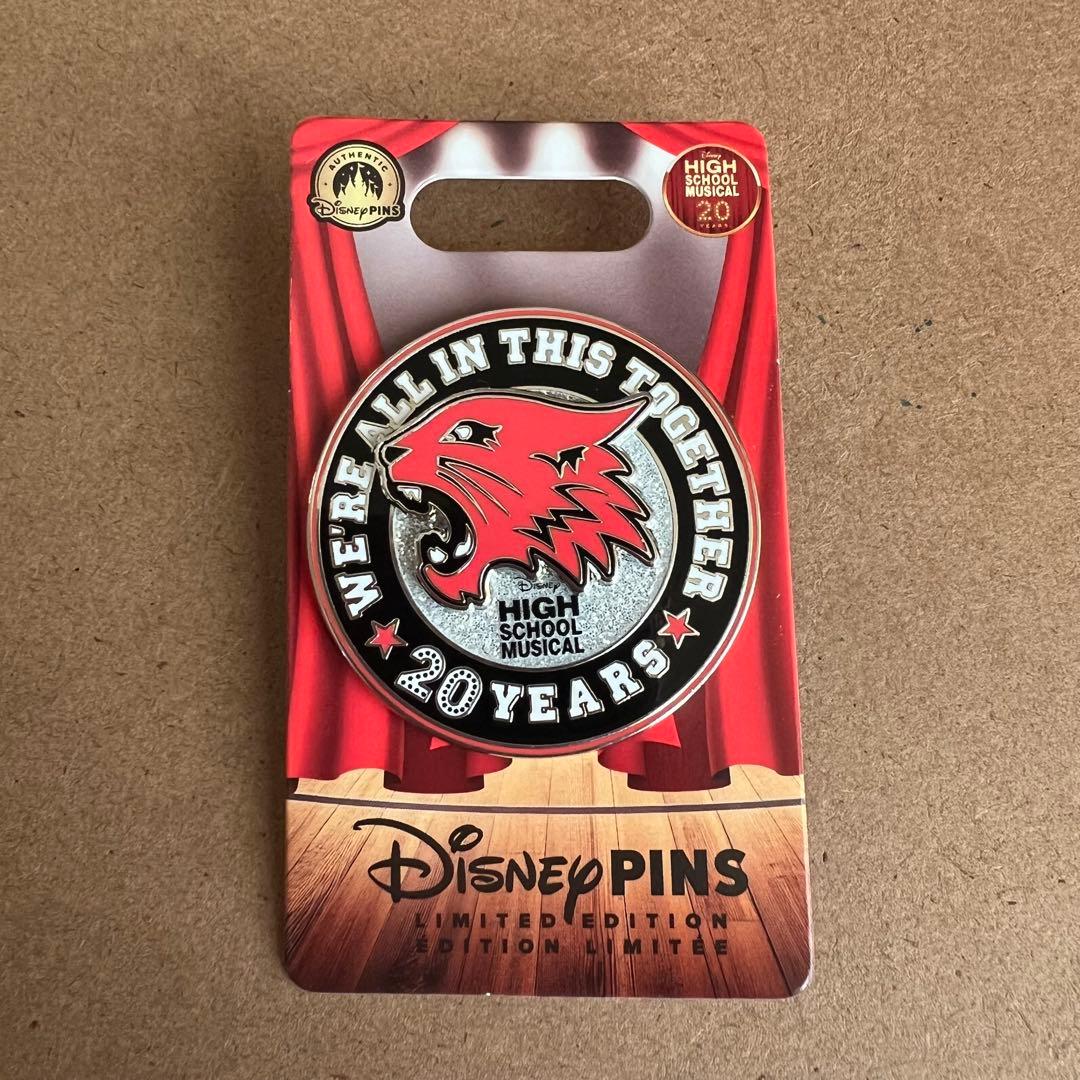 AUTHENTIC
DISNEY PINS
Disney
HIGH
SCHOOL
MUSICAL
20
YEARS
WE'RE ALL IN THIS TOGETHER
DISNEY
HIGH
SCHOOL
MUSICAL
20 YEARS
DISNEY PINS
LIMITED EDITION
ÉDITION LIMITÉE